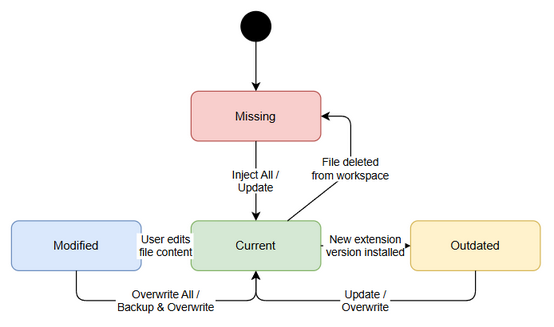 Missing
Inject All /
Update
File deleted
from workspace
Modified
User edits
file content
Current
New extension
version installed
Outdated
Overwrite All /
Backup & Overwrite
Update /
Overwrite